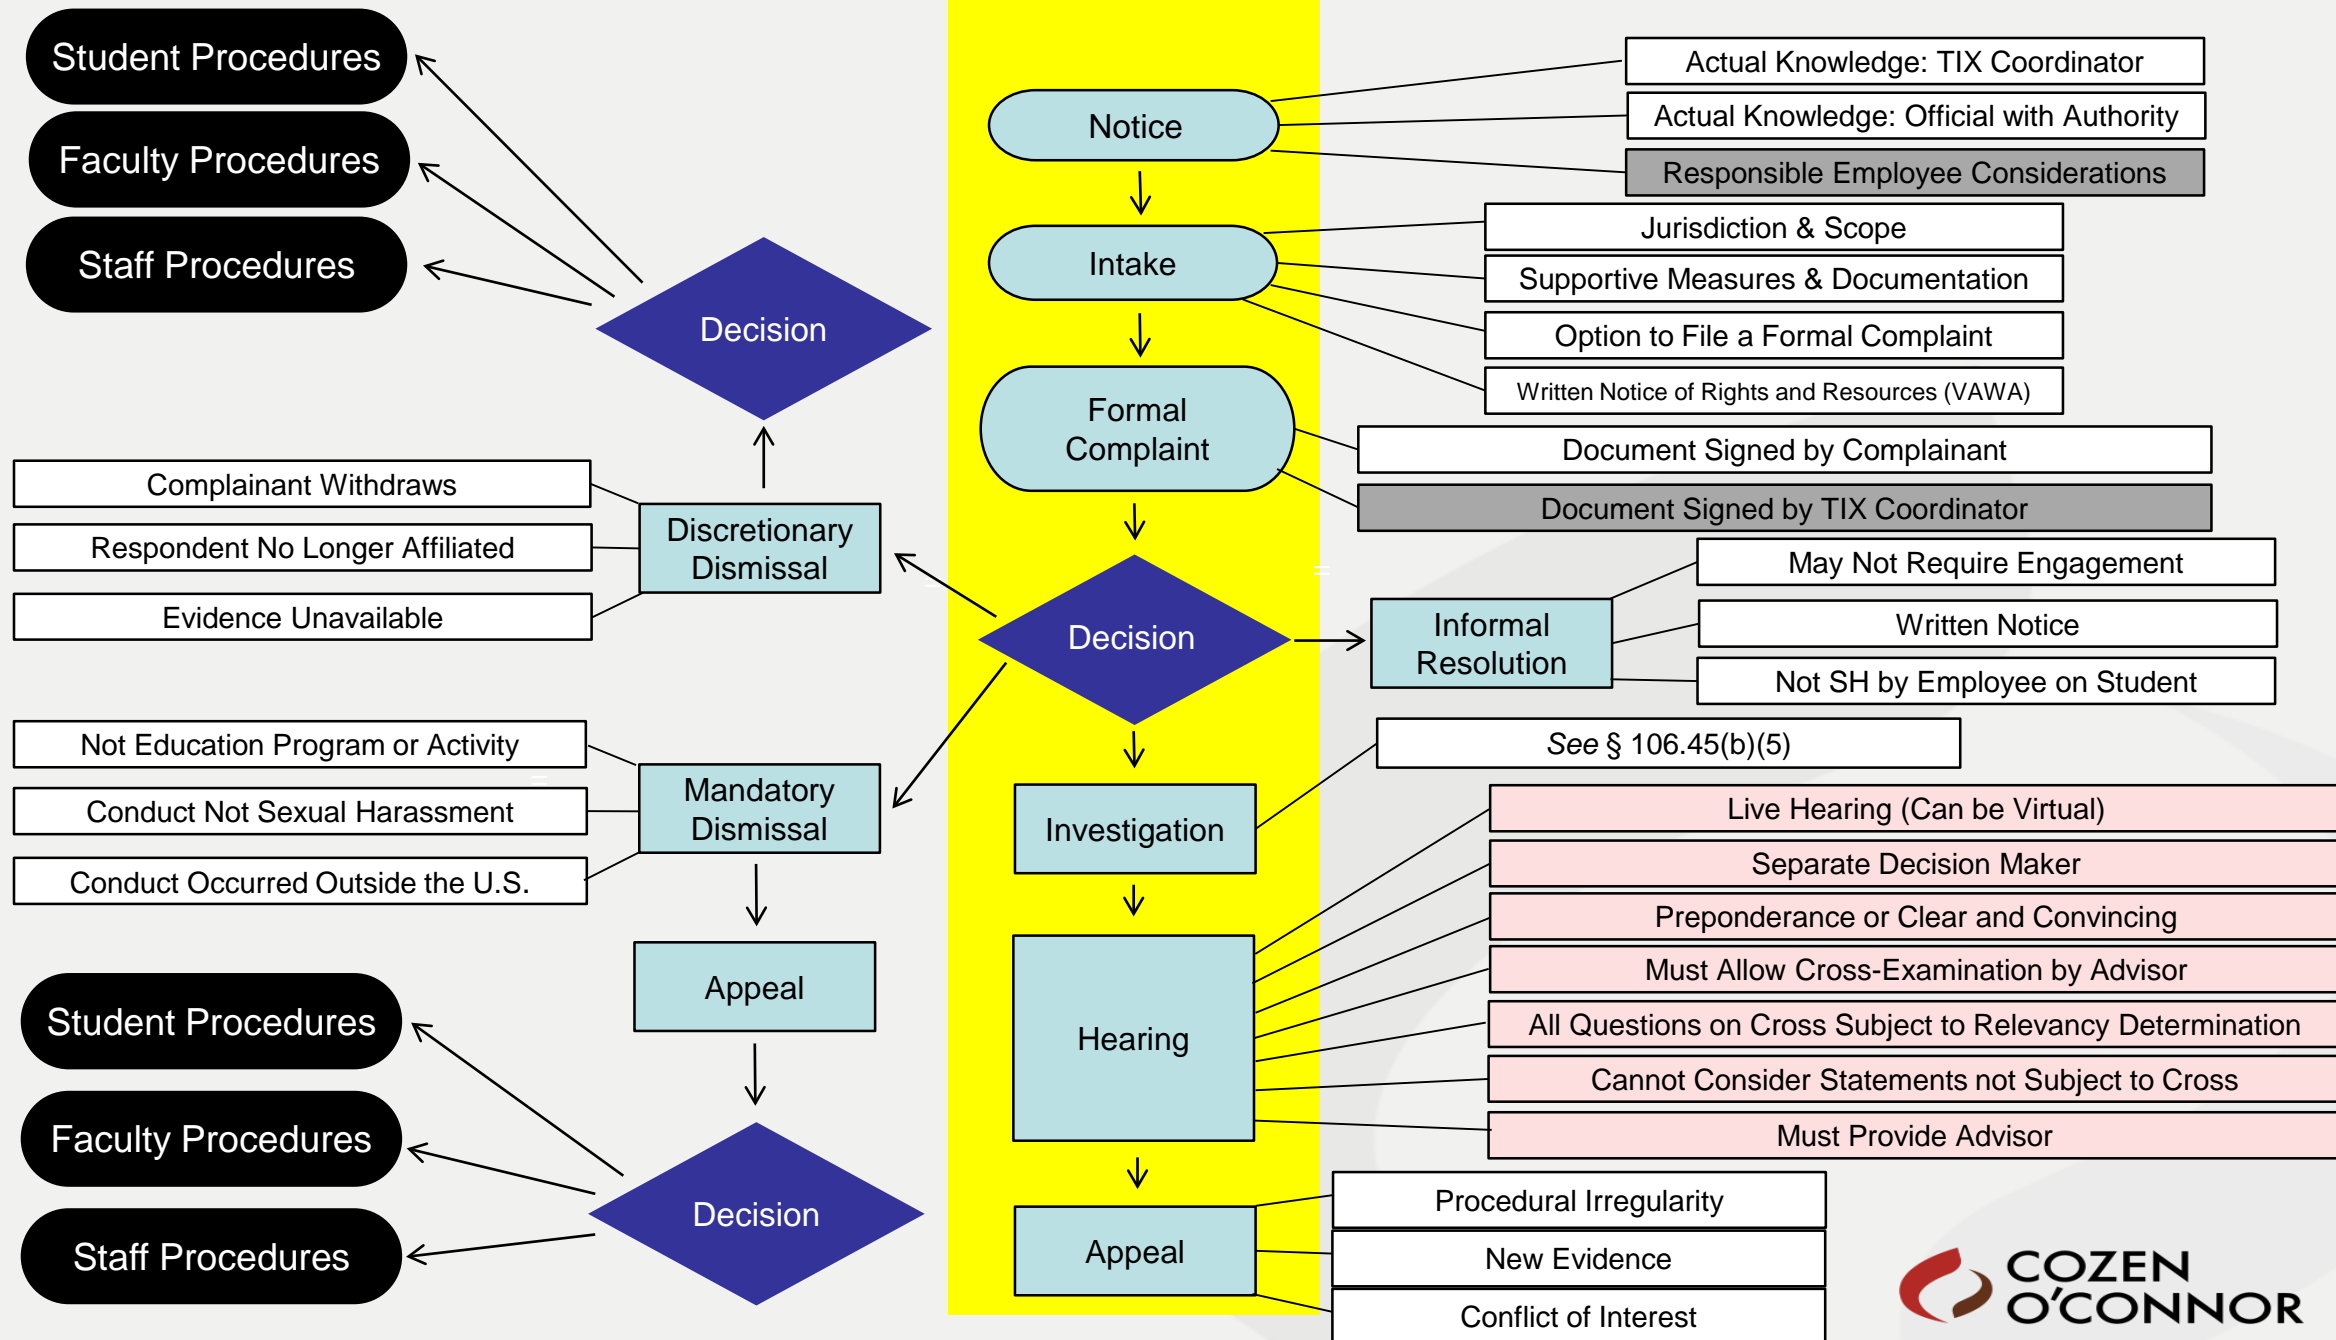 Student Procedures
Faculty Procedures
Staff Procedures
Decision
Complainant Withdraws
Respondent No Longer Affiliated
Evidence Unavailable
Discretionary
Dismissal
Not Education Program or Activity
Conduct Not Sexual Harassment
Conduct Occurred Outside the U.S.
Mandatory
Dismissal
Appeal
Student Procedures
Faculty Procedures
Staff Procedures
Decision
Notice
Actual Knowledge: TIX Coordinator
Actual Knowledge: Official with Authority
Responsible Employee Considerations
Intake
Jurisdiction & Scope
Supportive Measures & Documentation
Option to File a Formal Complaint
Written Notice of Rights and Resources (VAWA)
Formal
Complaint
Document Signed by Complainant
Document Signed by TIX Coordinator
Decision
=
=
Informal
Resolution
May Not Require Engagement
Written Notice
Not SH by Employee on Student
Investigation
See § 106.45(b)(5)
Hearing
Live Hearing (Can be Virtual)
Separate Decision Maker
Preponderance or Clear and Convincing
Must Allow Cross-Examination by Advisor
All Questions on Cross Subject to Relevancy Determination
Cannot Consider Statements not Subject to Cross
Must Provide Advisor
Appeal
Procedural Irregularity
New Evidence
Conflict of Interest
COZEN
O'CONNOR